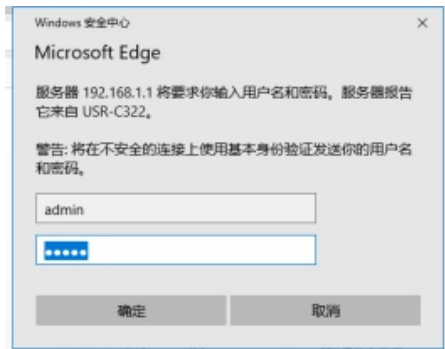 Windows 安全中心
Microsoft Edge
服务器 192.168.1.1 将要求你输入用户名和密码。服务器报告
它来自 USR-C322。
警告: 将在不安全的连接上使用基本身份验证发送你的用户名
和密码。
admin
•••••
确定
取消